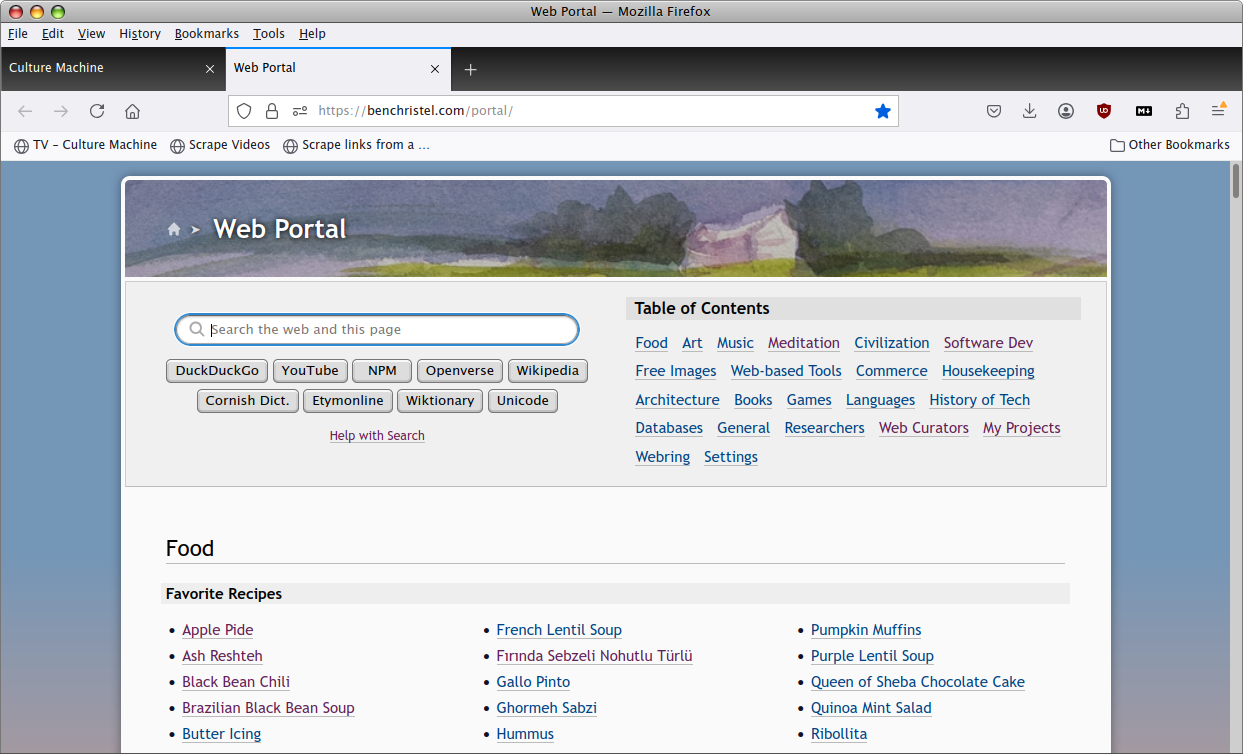 Web Portal — Mozilla Firefox
File Edit View History Bookmarks Tools Help
Culture Machine Web Portal
https://benchristel.com/portal/
TV – Culture Machine Scrape Videos Scrape links from a … Other Bookmarks
Web Portal
Search the web and this page
DuckDuckGo YouTube NPM Openverse Wikipedia
Cornish Dict. Etymonline Wiktionary Unicode
Help with Search
Table of Contents
Food Art Music Meditation Civilization Software Dev
Free Images Web-based Tools Commerce Housekeeping
Architecture Books Games Languages History of Tech
Databases General Researchers Web Curators My Projects
Webring Settings
Food
Favorite Recipes
• Apple Pide
• Ash Reshteh
• Black Bean Chili
• Brazilian Black Bean Soup
• Butter Icing
• French Lentil Soup
• Fırında Sebzeli Nohutlu Türlü
• Gallo Pinto
• Ghormeh Sabzi
• Hummus
• Pumpkin Muffins
• Purple Lentil Soup
• Queen of Sheba Chocolate Cake
• Quinoa Mint Salad
• Ribollita